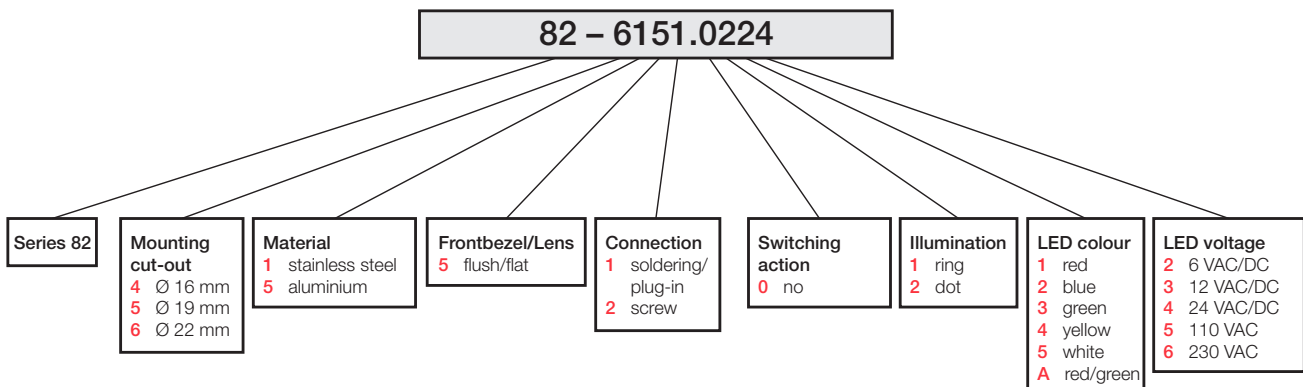 82 – 6151.0224
Series 82
Mounting
cut-out
4 Ø 16 mm
5 Ø 19 mm
6 Ø 22 mm
Material
1 stainless steel
5 aluminium
Frontbezel/Lens
5 flush/flat
Connection
1 soldering/
plug-in
2 screw
Switching
action
0 no
Illumination
1 ring
2 dot
LED colour
1 red
2 blue
3 green
4 yellow
5 white
A red/green
LED voltage
2 6 VAC/DC
3 12 VAC/DC
4 24 VAC/DC
5 110 VAC
6 230 VAC